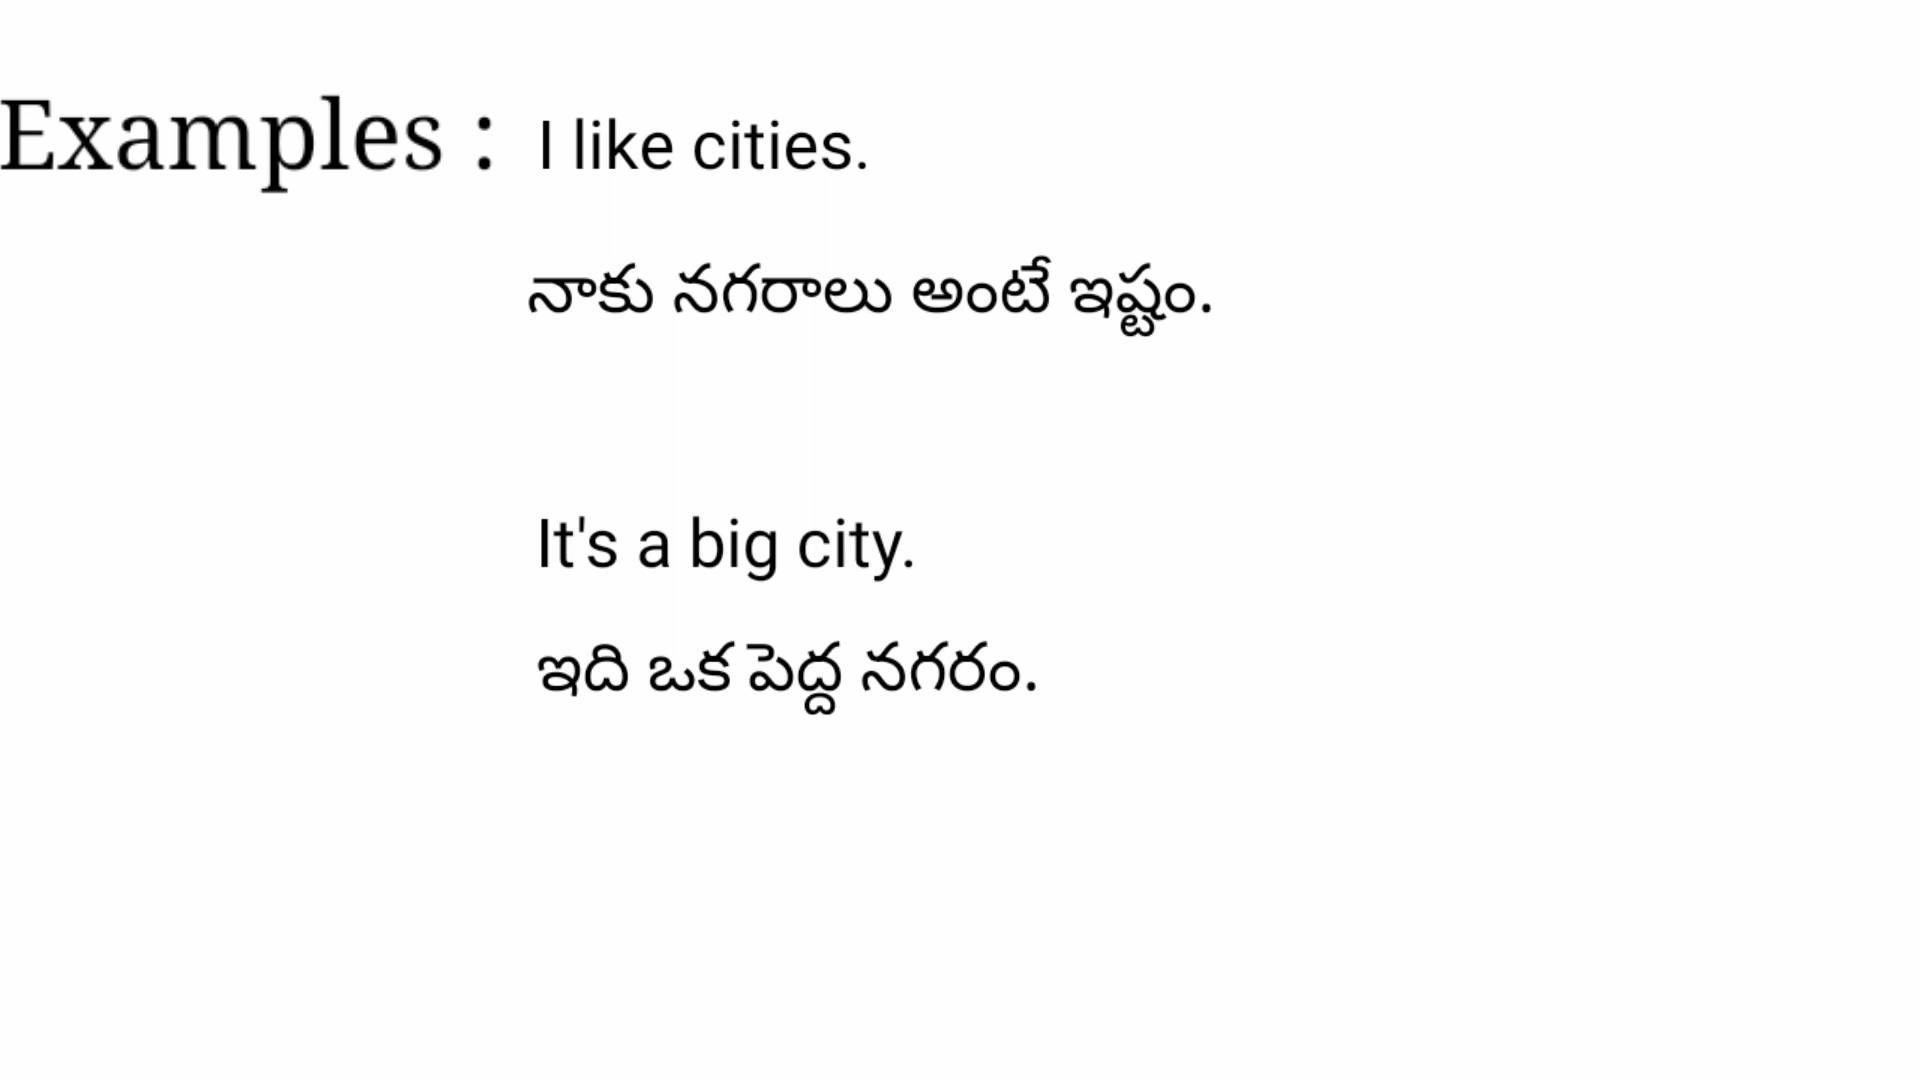 Examples : I like cities.
నాకు నగరాలు అంటే ఇష్టం.
It's a big city.
ఇది ఒక పెద్ద నగరం.